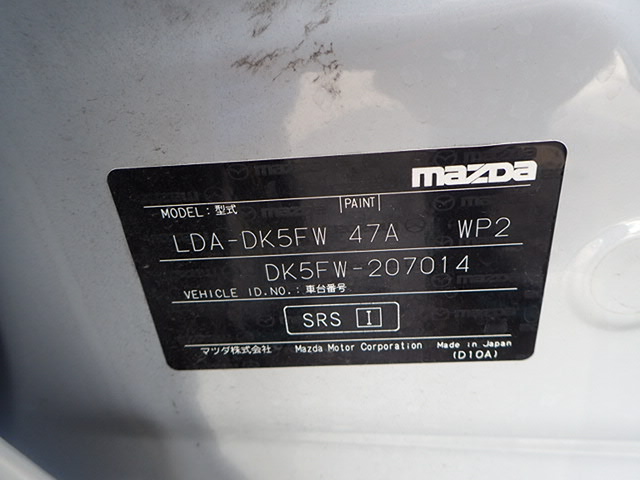 mazda
MODEL:型式 PAINT
LDA-DK5FW 47A WP2
DK5FW-207014
VEHICLE ID.NO.:車台番号
SRS I
マツダ株式会社 Mazda Motor Corporation Made in Japan
(D10A)